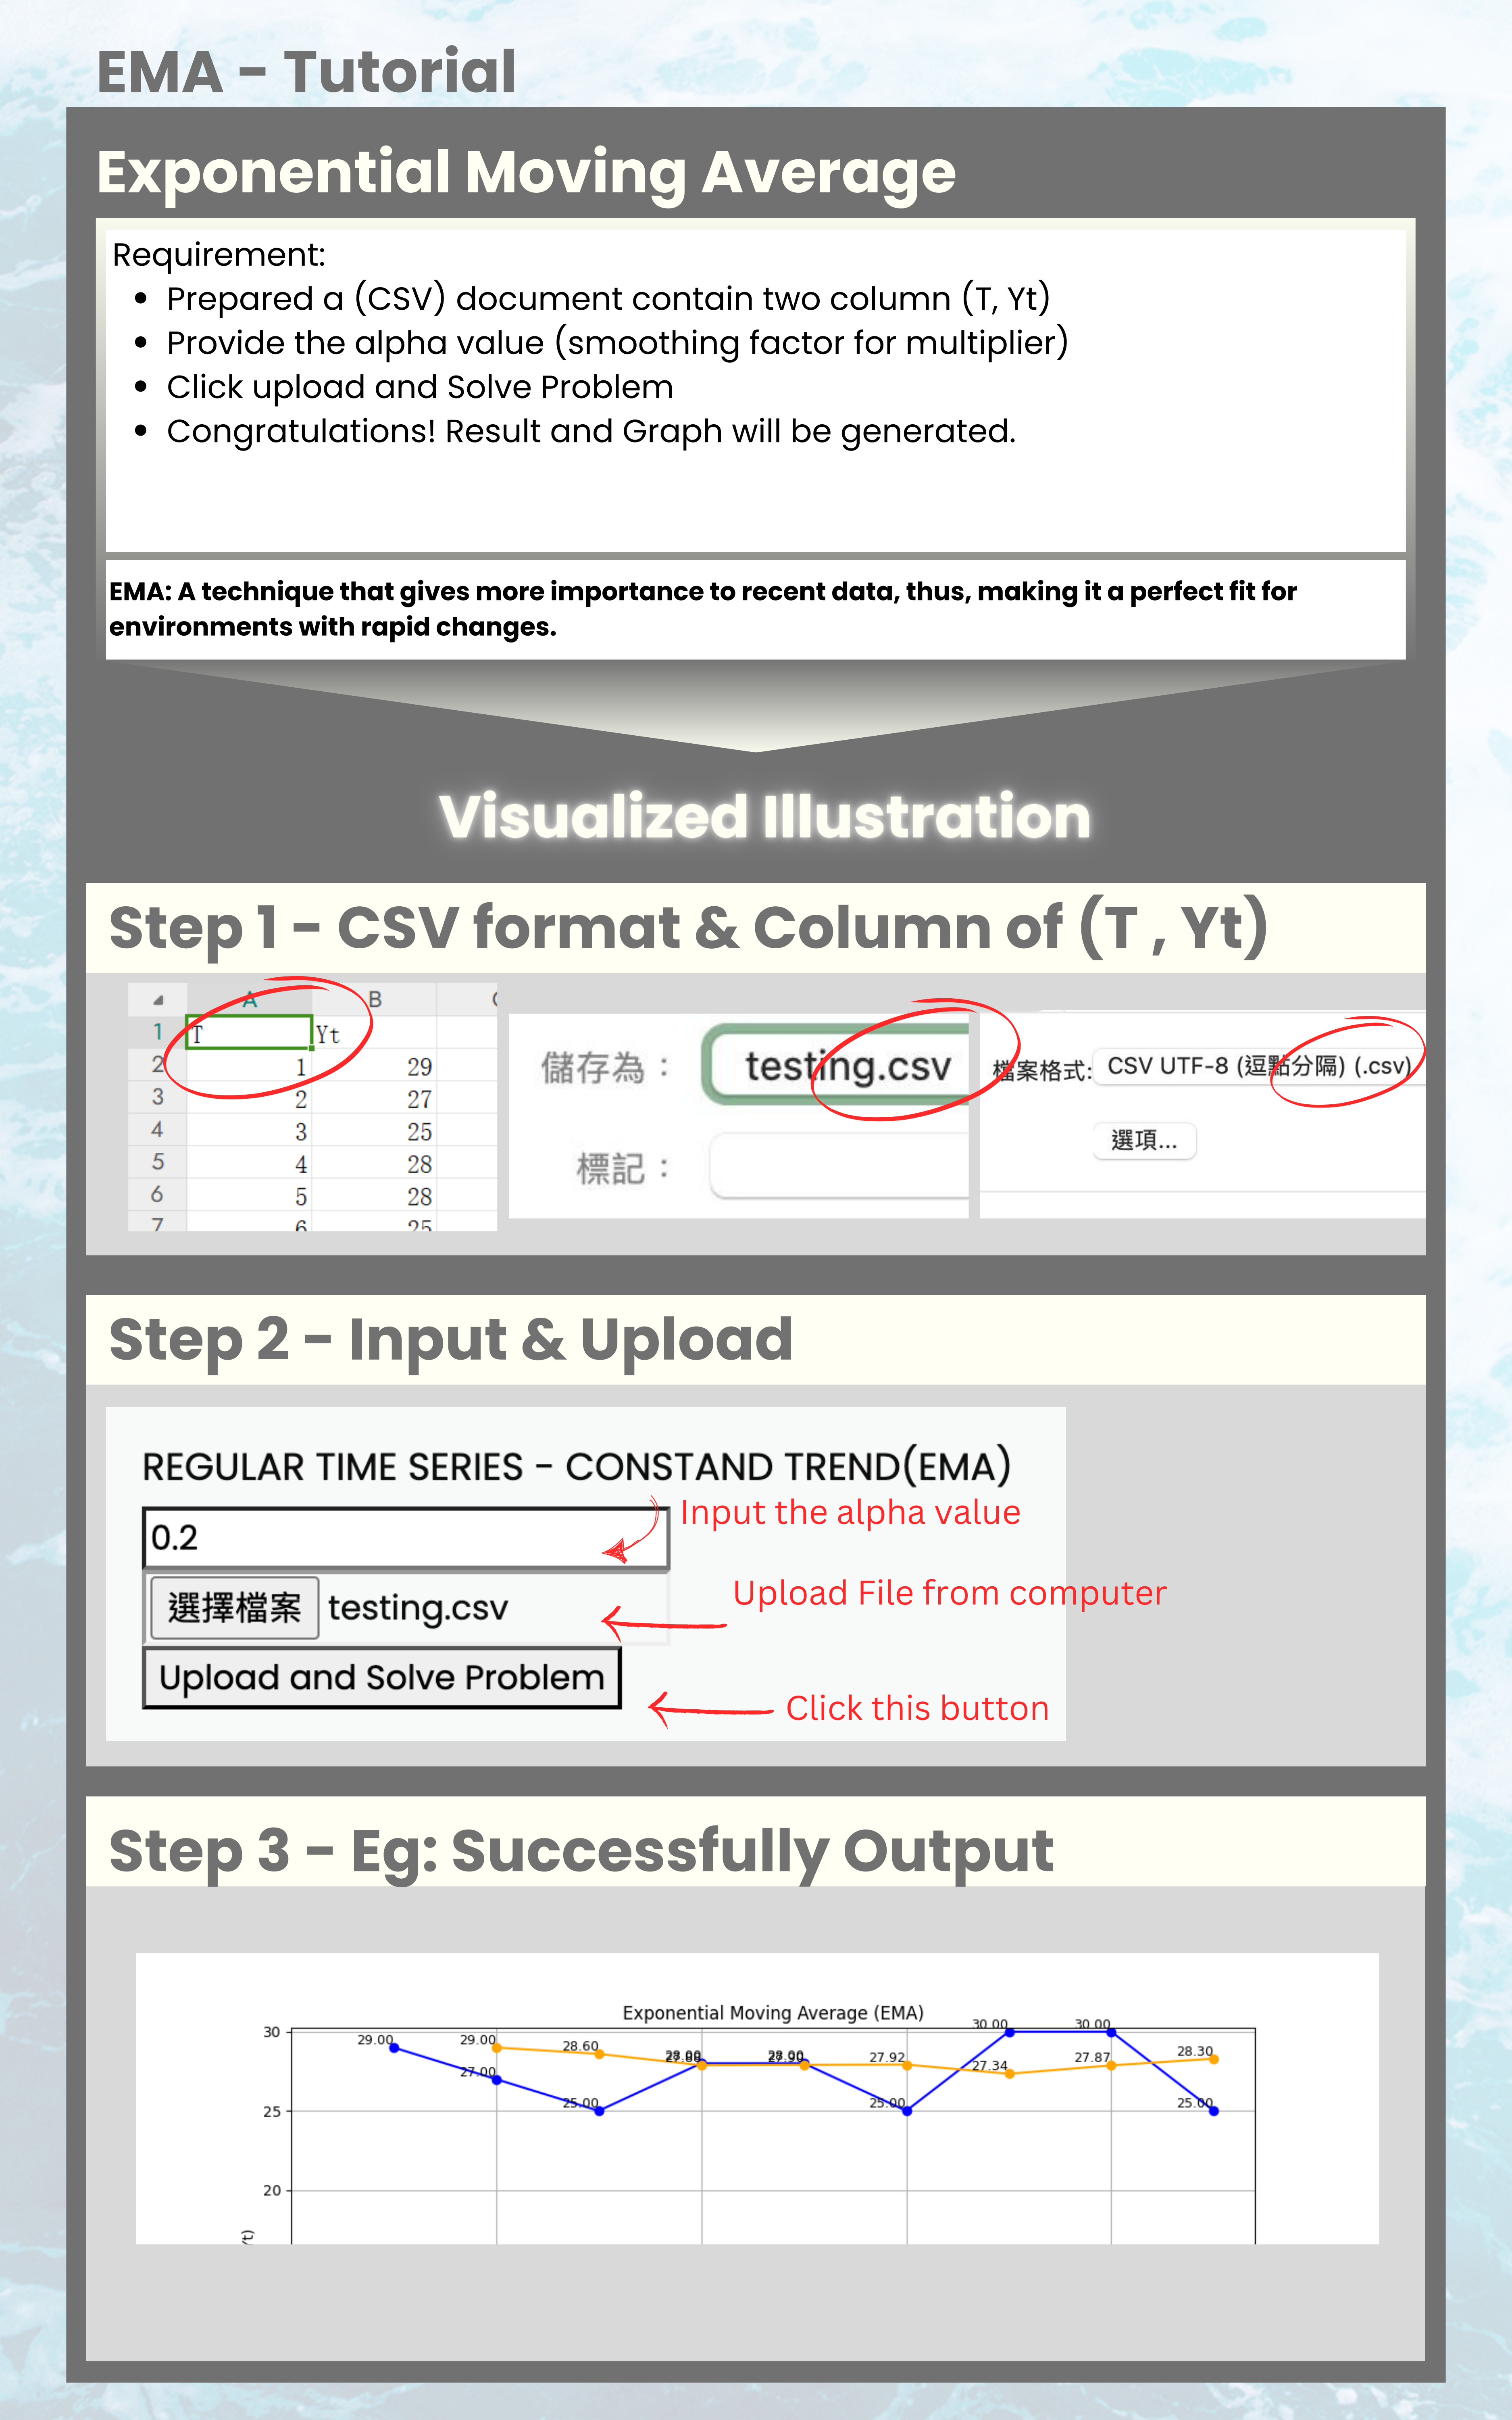 EMA - Tutorial
Exponential Moving Average
Requirement:
• Prepared a (CSV) document contain two column (T, Yt)
• Provide the alpha value (smoothing factor for multiplier)
• Click upload and Solve Problem
• Congratulations! Result and Graph will be generated.
EMA: A technique that gives more importance to recent data, thus, making it a perfect fit for
environments with rapid changes.
Visualized Illustration
Step 1 - CSV format & Column of (T , Yt)
A B
1 T Yt
2 1 29
3 2 27
4 3 25
5 4 28
6 5 28
7 6 25
儲存為： testing.csv
標記：
檔案格式: CSV UTF-8 (逗點分隔) (.csv)
選項...
Step 2 - Input & Upload
REGULAR TIME SERIES - CONSTAND TREND(EMA)
Input the alpha value
0.2
Upload File from computer
選擇檔案 testing.csv
Upload and Solve Problem
Click this button
Step 3 - Eg: Successfully Output
Exponential Moving Average (EMA)
30
29.00 29.00 28.60 28.00 28.00 27.92 30.00 30.00 28.30
27.00 27.34 27.87
25
25.00 25.00 25.00
20